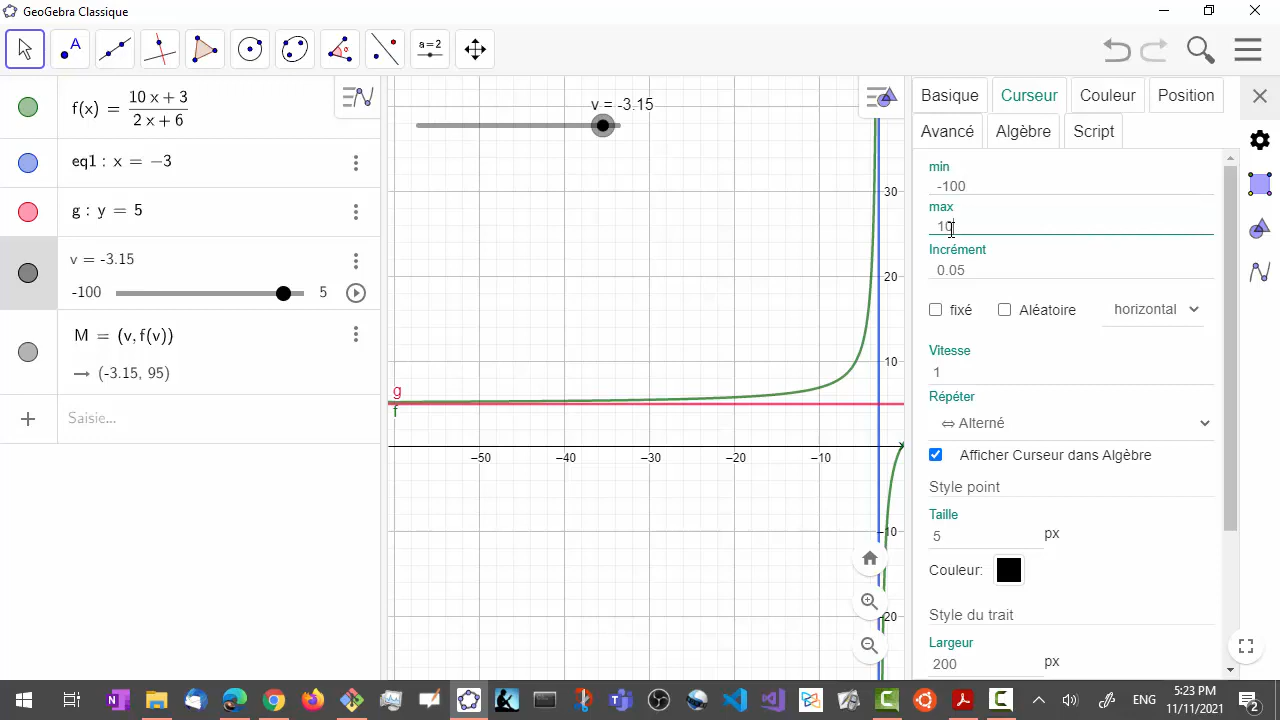 GeoGebra Classique
a=2
f(x) = (10 x + 3) / (2 x + 6)
eq1 : x = −3
g : y = 5
v = -3.15
-100 5
M = (v, f(v))
→ (-3.15, 95)
+ Saisie...
v = -3.15
30
20
10
g
f
−50 −40 −30 −20 −10
−10
−20
Basique Curseur Couleur Position
Avancé Algèbre Script
min
-100
max
10
Incrément
0.05
fixé Aléatoire horizontal
Vitesse
1
Répéter
⇔ Alterné
Afficher Curseur dans Algèbre
Style point
Taille
5 px
Couleur:
Style du trait
Largeur
200 px
ENG
5:23 PM
11/11/2021
2